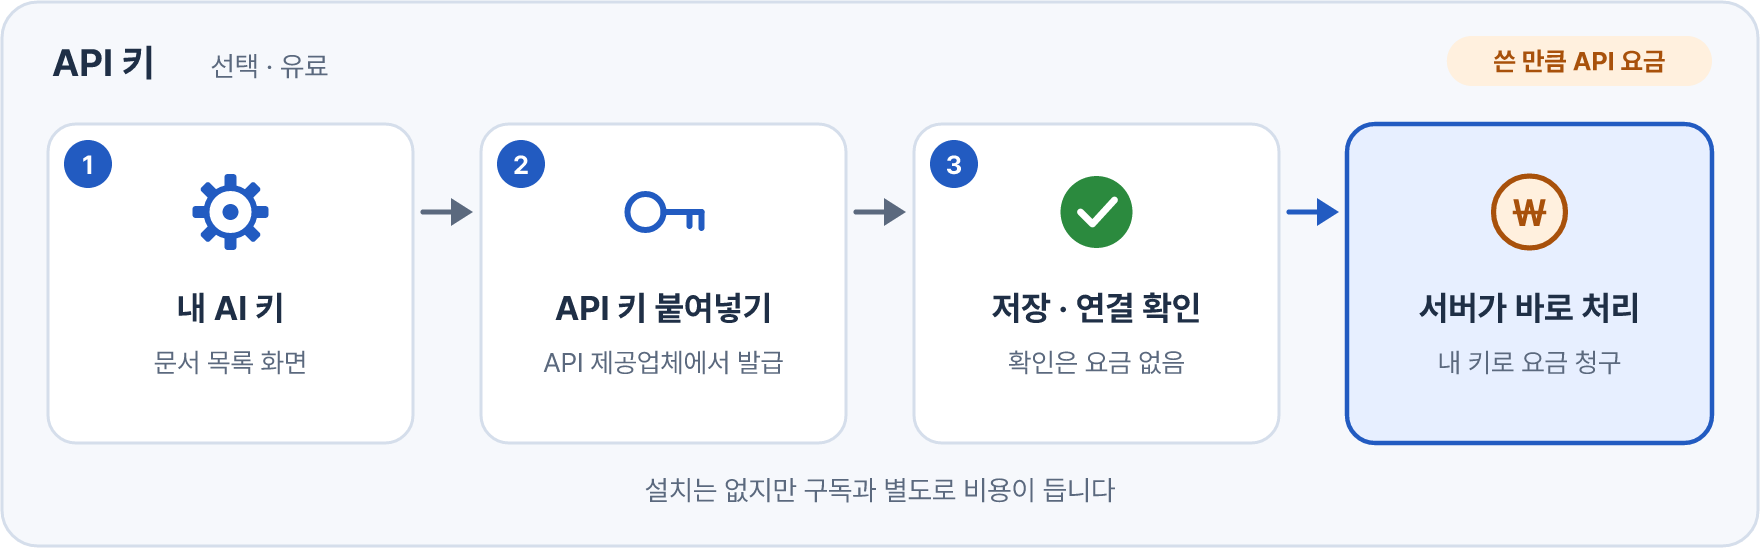 API 키 선택 · 유료
쓴 만큼 API 요금
1
내 AI 키
문서 목록 화면
2
API 키 붙여넣기
API 제공업체에서 발급
3
저장 · 연결 확인
확인은 요금 없음
₩
서버가 바로 처리
내 키로 요금 청구
설치는 없지만 구독과 별도로 비용이 듭니다